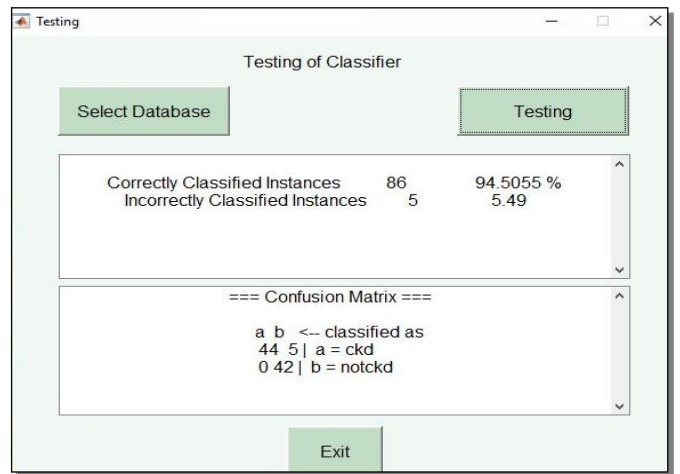 Testing
Testing of Classifier
Select Database
Testing
Correctly Classified Instances 86 94.5055 %
Incorrectly Classified Instances 5 5.49
=== Confusion Matrix ===
a b <-- classified as
44 5 | a = ckd
0 42 | b = notckd
Exit